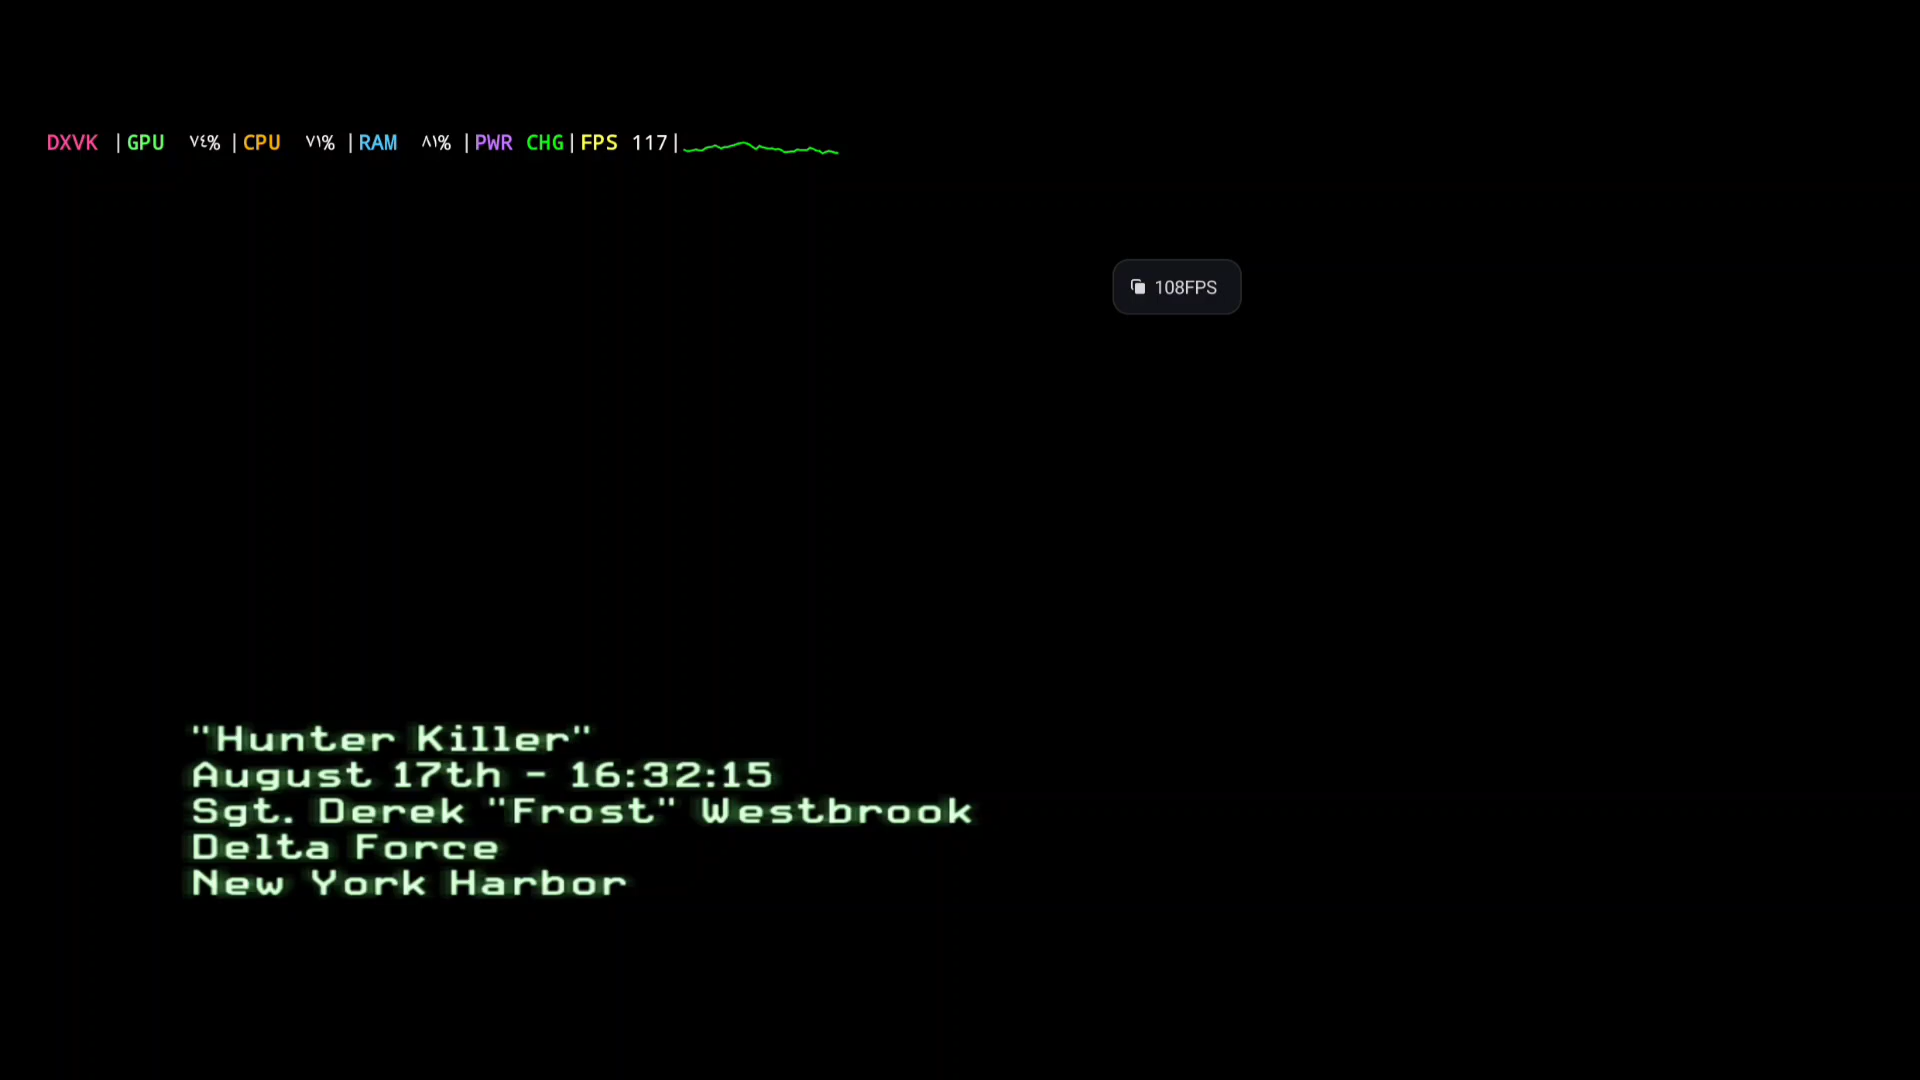 DXVK |GPU ٧٤% |CPU ٧١% |RAM ٨١% |PWR CHG|FPS 117|
108FPS
"Hunter Killer"
August 17th - 16:32:15
Sgt. Derek "Frost" Westbrook
Delta Force
New York Harbor